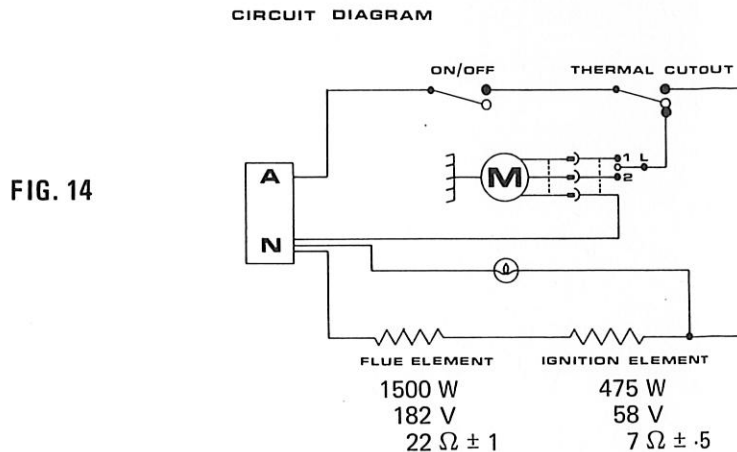 CIRCUIT DIAGRAM
ON/OFF THERMAL CUTOUT
FIG. 14
A
M
1 L
2
N
FLUE ELEMENT IGNITION ELEMENT
1500 W 475 W
182 V 58 V
22 Ω ± 1 7 Ω ± ·5